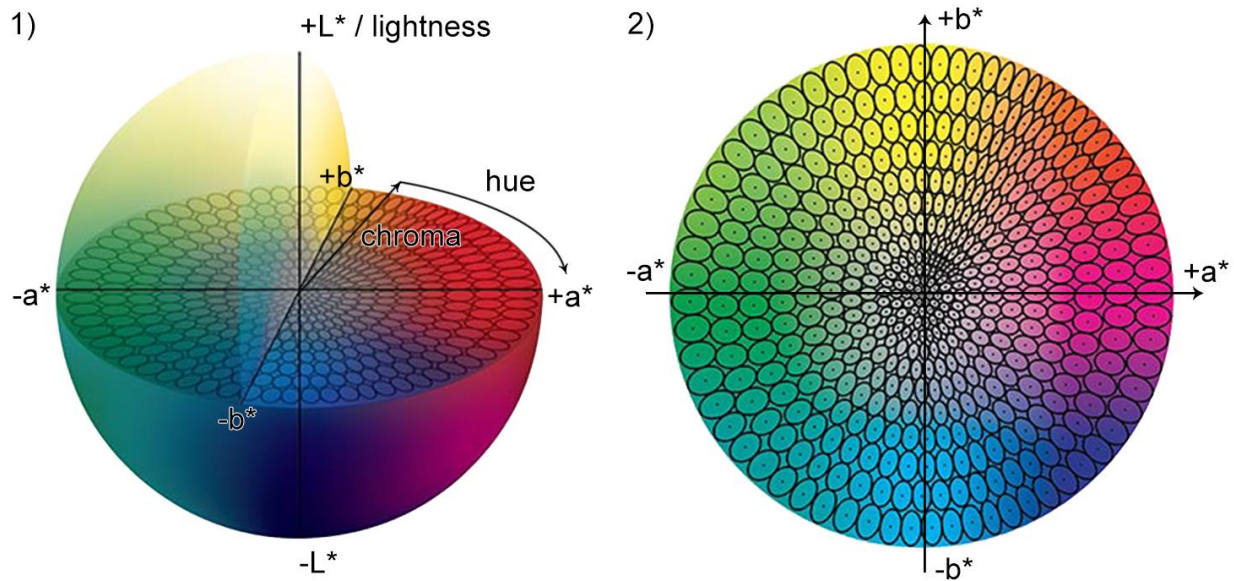 1)
+L* / lightness
+b*
hue
chroma
-a*
+a*
-b*
-L*
2)
+b*
-a*
+a*
-b*